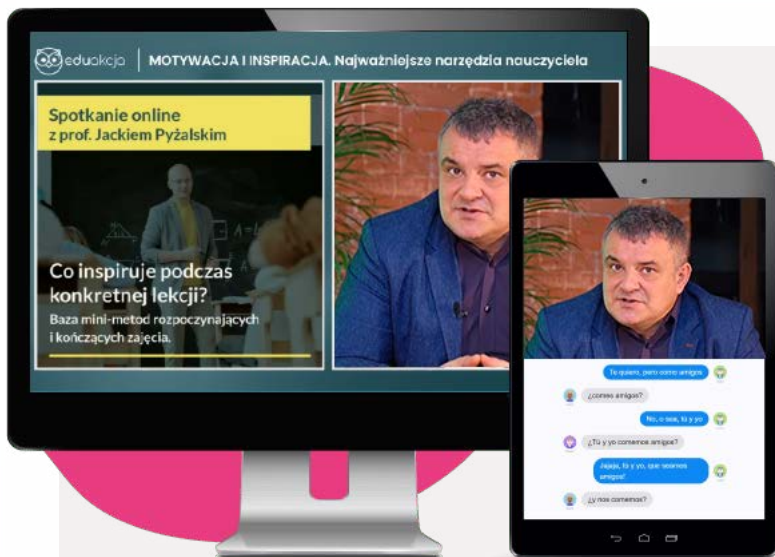 eduakcja
MOTYWACJA I INSPIRACJA. Najważniejsze narzędzia nauczyciela
Spotkanie online
z prof. Jackiem Pyżalskim
Co inspiruje podczas
konkretnej lekcji?
Baza mini-metod rozpoczynających
i kończących zajęcia.
Te quiero, pero como amigos
¿comes amigos?
No, o sea, tú y yo
¿Tú y yo comemos amigos?
Jajaja, tú y yo, que seamos
amigos!
¿y nos comemos?